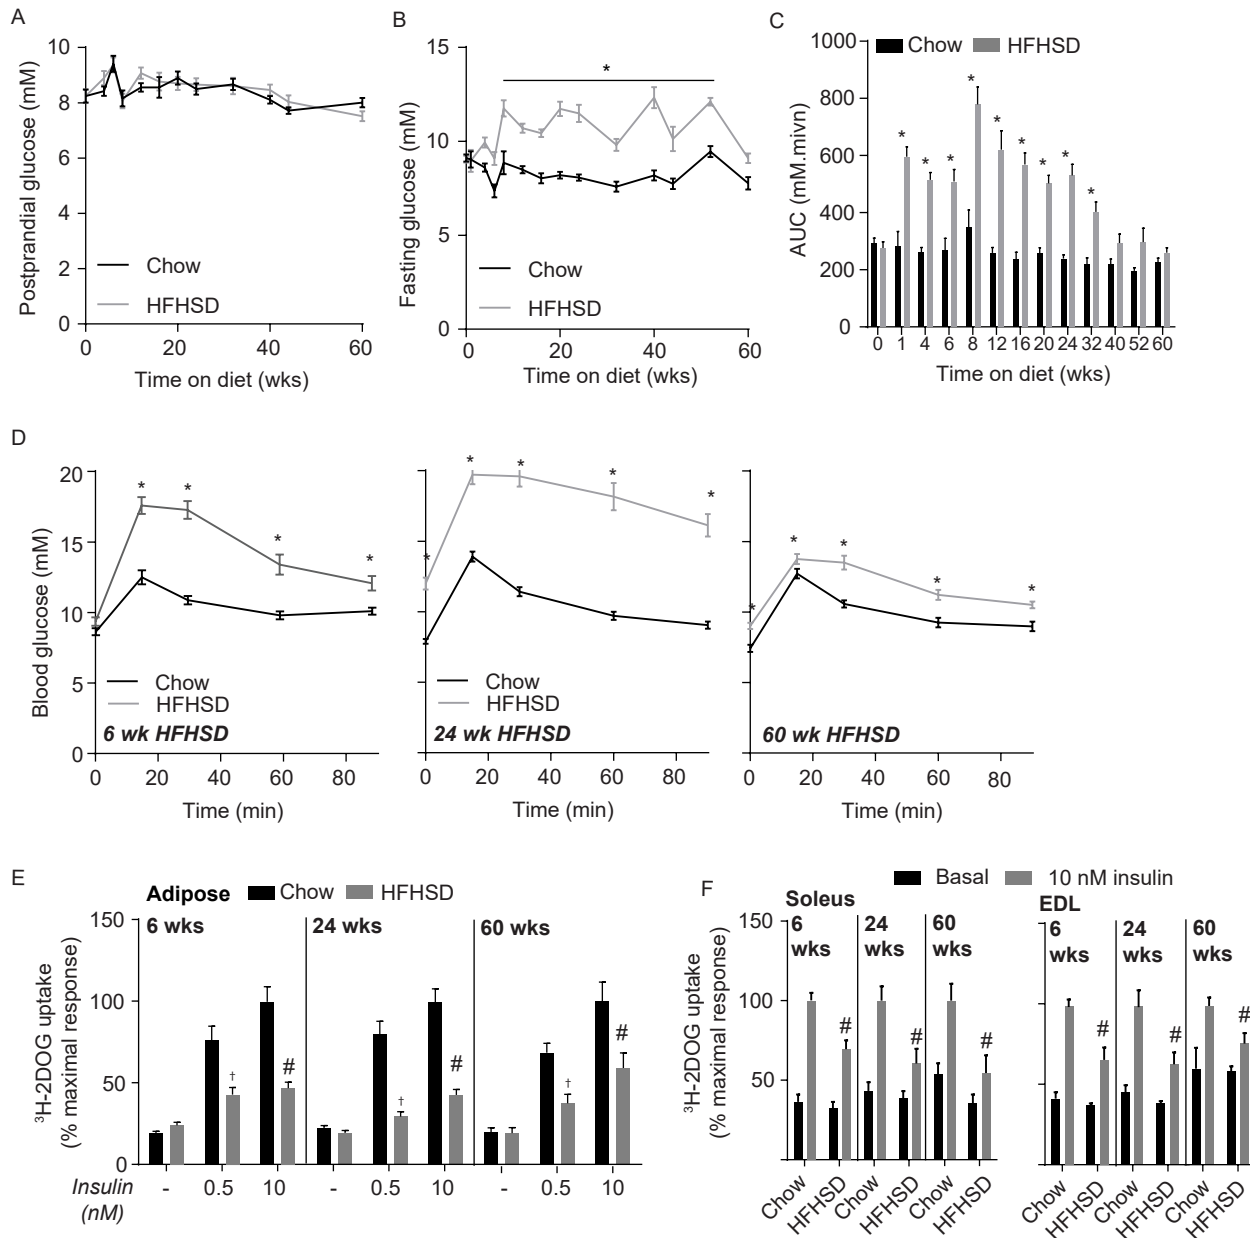 A
Postprandial glucose (mM)
10
8
6
4
2
0
Chow
HFHSD
0 20 40 60
Time on diet (wks)
B
Fasting glucose (mM)
15
10
5
0
*
Chow
HFHSD
0 20 40 60
Time on diet (wks)
C
Chow HFHSD
AUC (mM.mivn)
1000
800
600
400
200
0
* * * * * * * * *
0 1 4 6 8 12 16 20 24 32 40 52 60
Time on diet (wks)
D
Blood glucose (mM)
20
15
10
5
0
* * * *
Chow
HFHSD
6 wk HFHSD
0 20 40 60 80
Time (min)
* * * * *
Chow
HFHSD
24 wk HFHSD
0 20 40 60 80
Time (min)
* * * * *
60 wk HFHSD
0 20 40 60 80
Time (min)
E
Adipose Chow HFHSD
³H-2DOG uptake
(% maximal response)
150
100
50
0
6 wks 24 wks 60 wks
† # † # † #
Insulin - 0.5 10 - 0.5 10 - 0.5 10
(nM)
F
Basal 10 nM insulin
Soleus EDL
³H-2DOG uptake
(% maximal response)
150
100
50
6 24 60
wks wks wks
# # #
Chow HFHSD Chow HFHSD Chow HFHSD
6 24 60
wks wks wks
# # #
Chow HFHSD Chow HFHSD Chow HFHSD